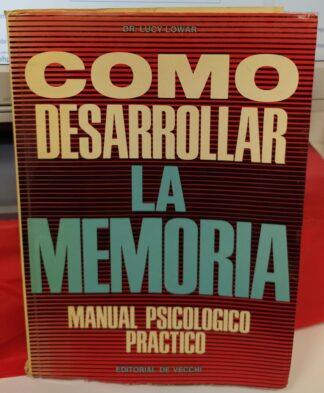 DR. LUCY LOWAR
COMO
DESARROLLAR
LA
MEMORIA
MANUAL PSICOLOGICO
PRACTICO
EDITORIAL DE VECCHI